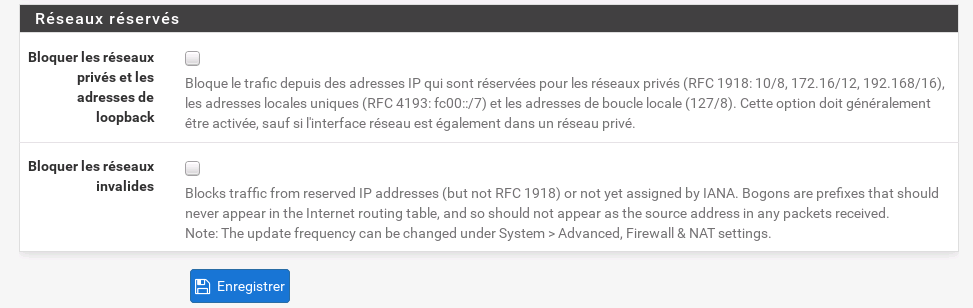 Réseaux réservés
Bloquer les réseaux
privés et les
adresses de
loopback
Bloque le trafic depuis des adresses IP qui sont réservées pour les réseaux privés (RFC 1918: 10/8, 172.16/12, 192.168/16),
les adresses locales uniques (RFC 4193: fc00::/7) et les adresses de boucle locale (127/8). Cette option doit généralement
être activée, sauf si l'interface réseau est également dans un réseau privé.
Bloquer les réseaux
invalides
Blocks traffic from reserved IP addresses (but not RFC 1918) or not yet assigned by IANA. Bogons are prefixes that should
never appear in the Internet routing table, and so should not appear as the source address in any packets received.
Note: The update frequency can be changed under System > Advanced, Firewall & NAT settings.
Enregistrer